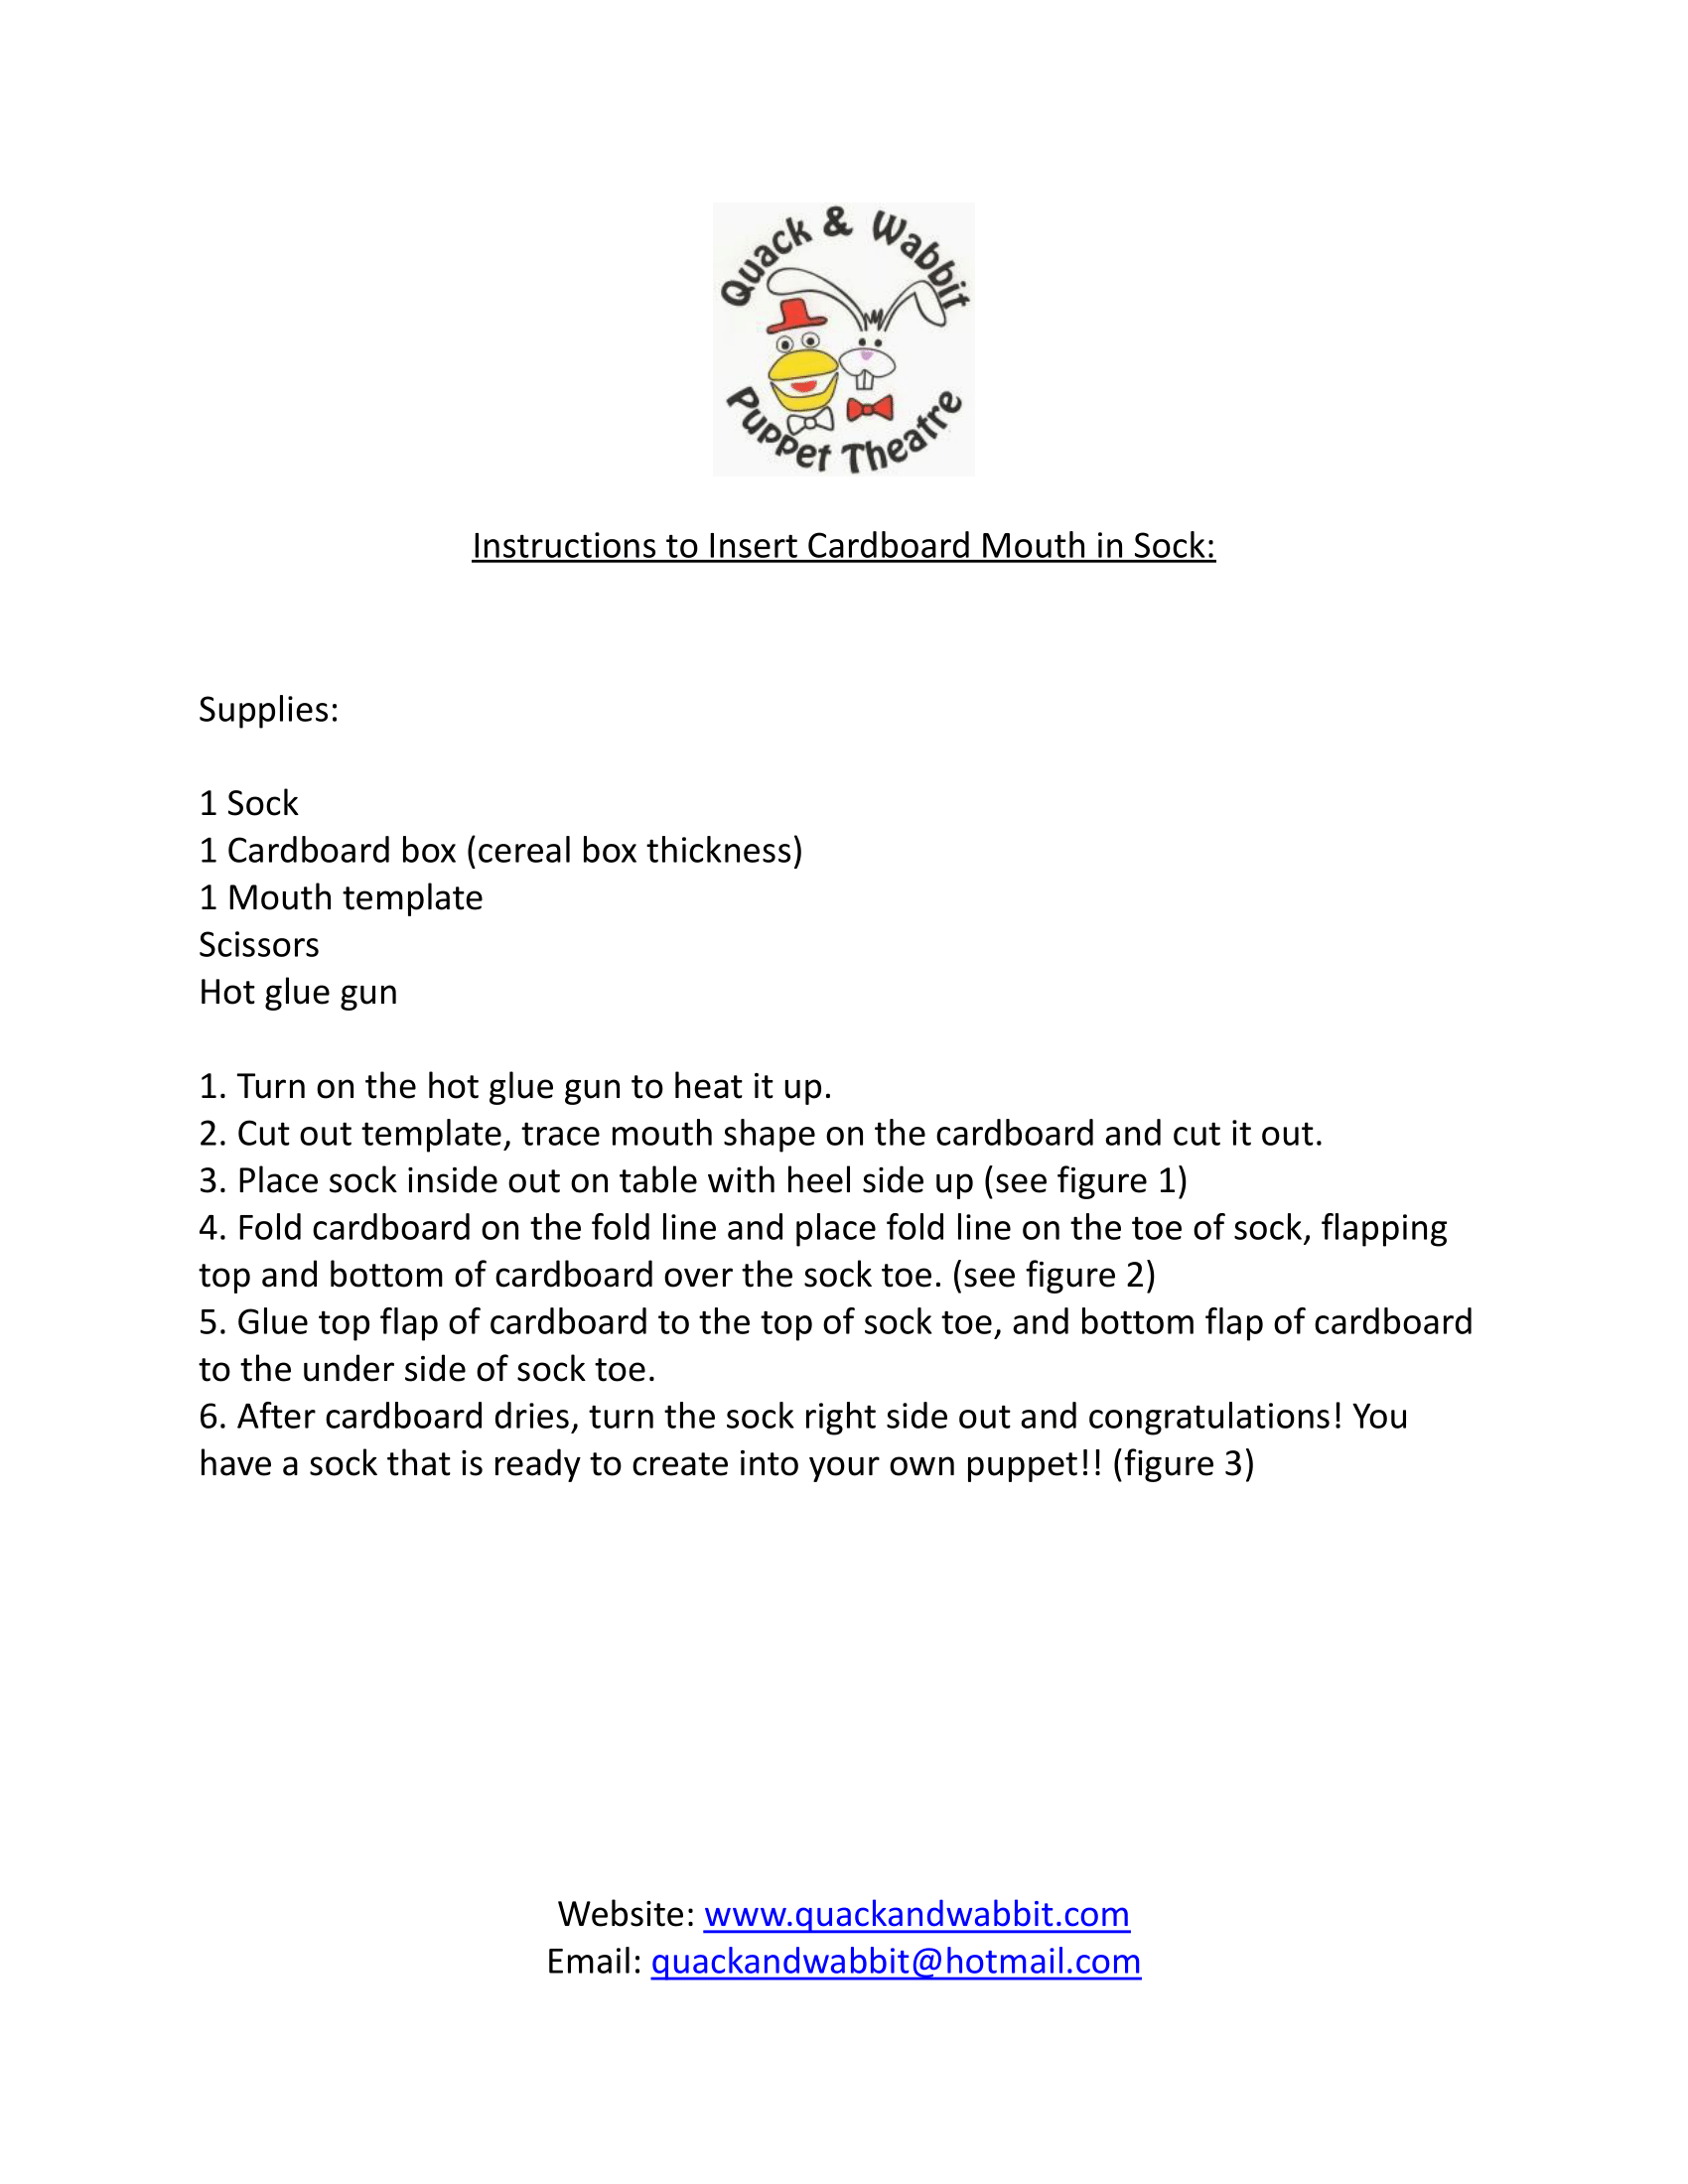 Quack & Wabbit
Puppet Theatre
Instructions to Insert Cardboard Mouth in Sock:
Supplies:
1 Sock
1 Cardboard box (cereal box thickness)
1 Mouth template
Scissors
Hot glue gun
1. Turn on the hot glue gun to heat it up.
2. Cut out template, trace mouth shape on the cardboard and cut it out.
3. Place sock inside out on table with heel side up (see figure 1)
4. Fold cardboard on the fold line and place fold line on the toe of sock, flapping
top and bottom of cardboard over the sock toe. (see figure 2)
5. Glue top flap of cardboard to the top of sock toe, and bottom flap of cardboard
to the under side of sock toe.
6. After cardboard dries, turn the sock right side out and congratulations! You
have a sock that is ready to create into your own puppet!! (figure 3)
Website: www.quackandwabbit.com
Email: quackandwabbit@hotmail.com